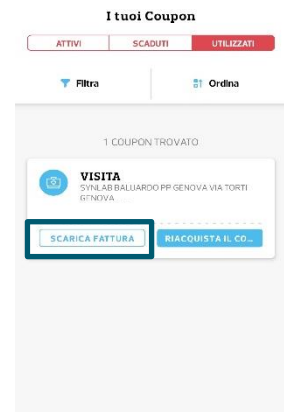 I tuoi Coupon
ATTIVI SCADUTI UTILIZZATI
Filtra Ordina
1 COUPON TROVATO
VISITA
SYNLAB BALUARDO PP GENOVA VIA TORTI
GENOVA
SCARICA FATTURA RIACQUISTA IL CO...